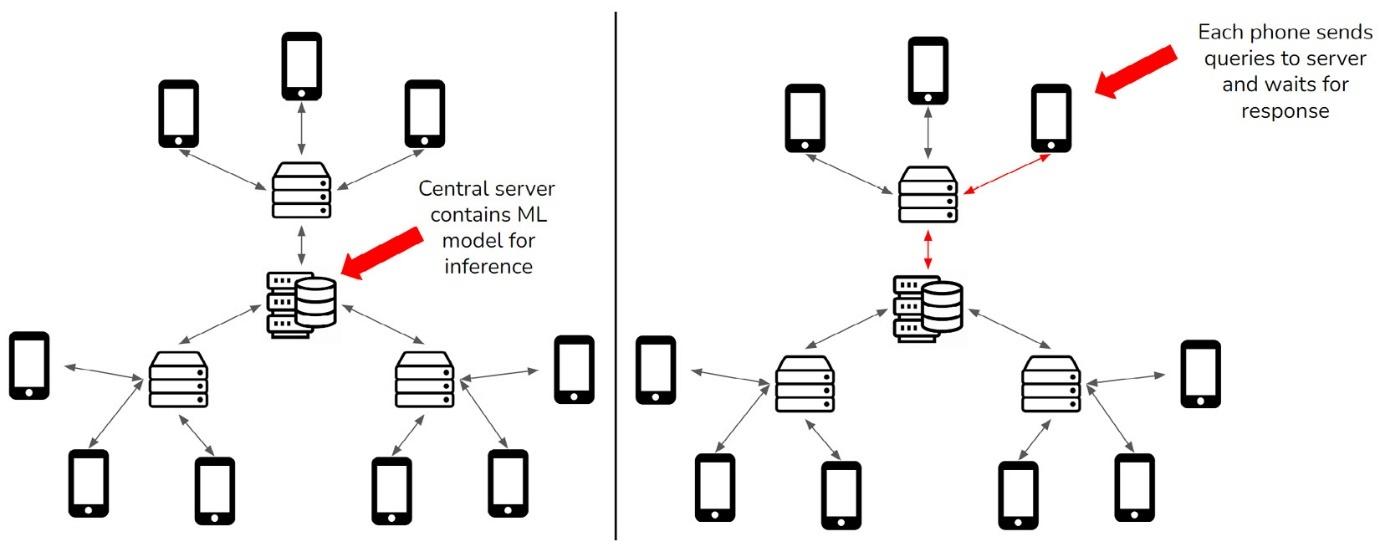 Central server
contains ML
model for
inference
Each phone sends
queries to server
and waits for
response